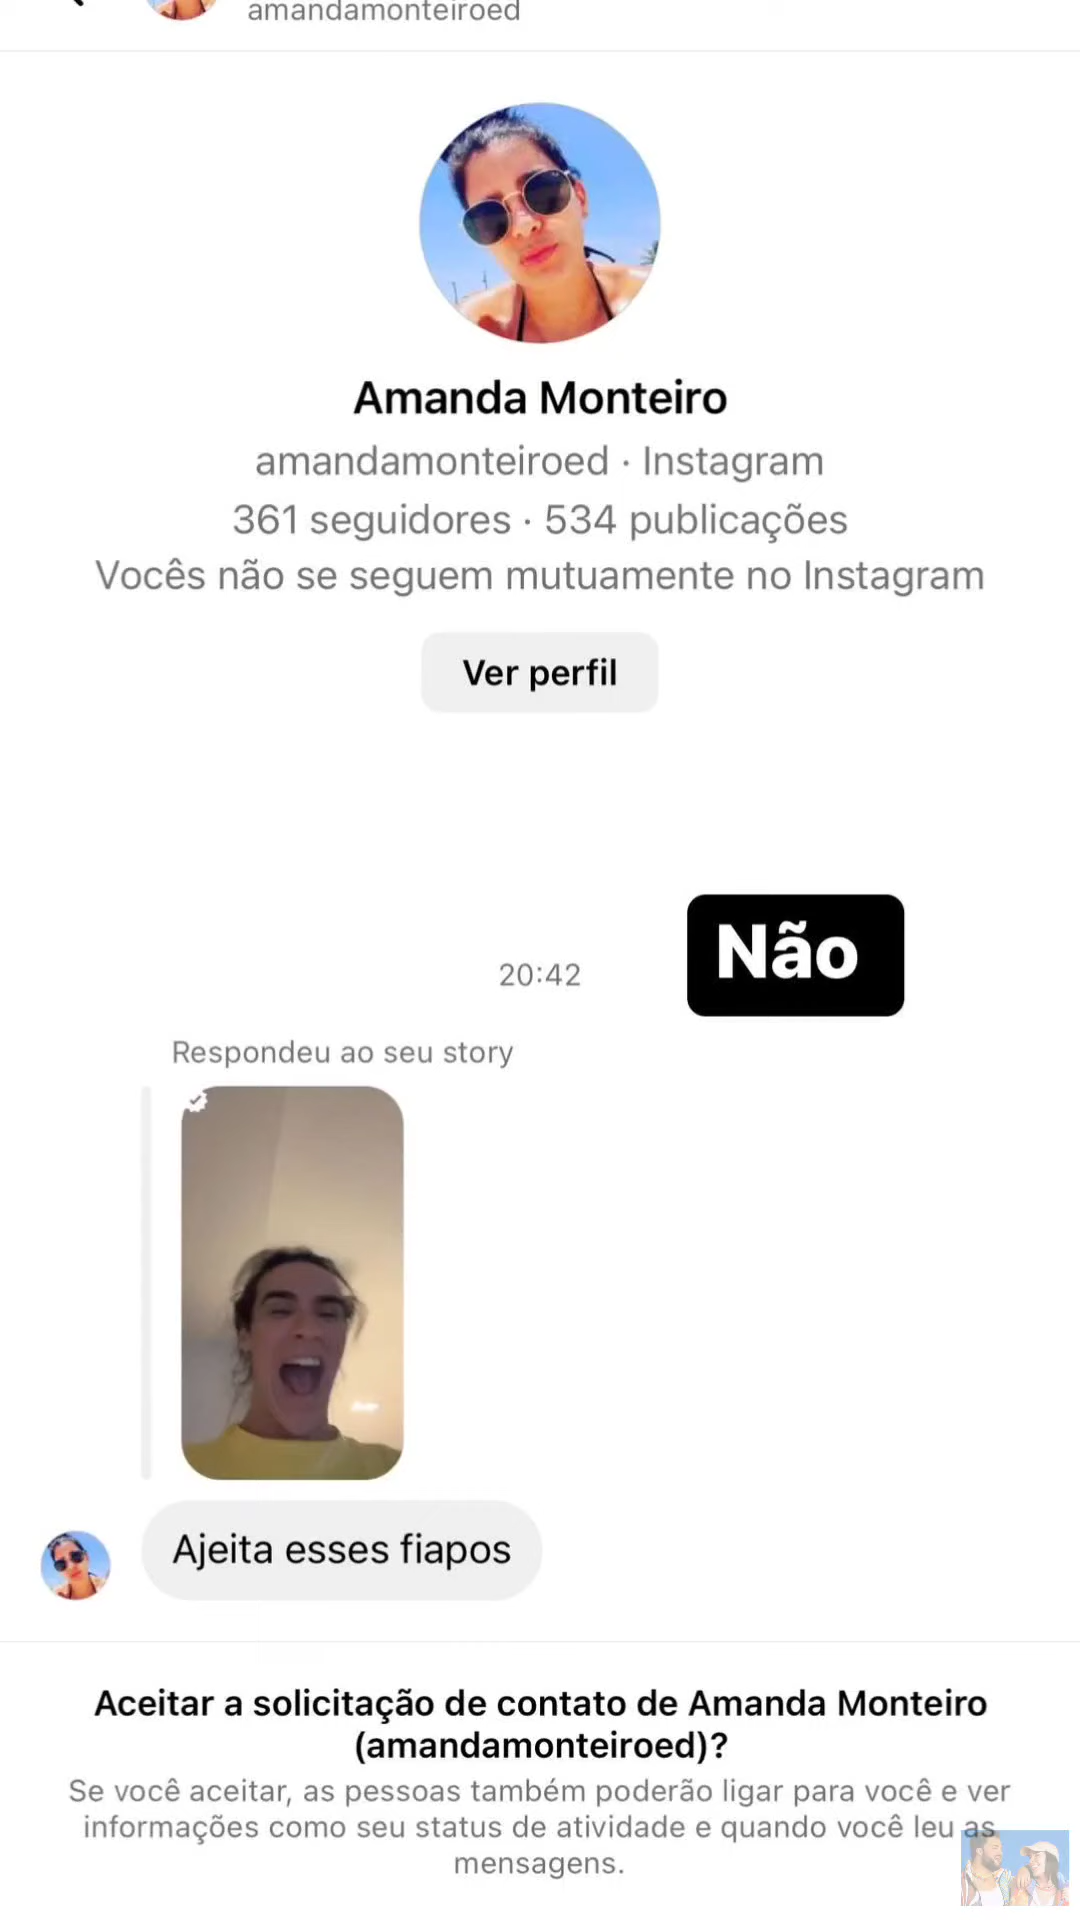 amandamonteiroed
Amanda Monteiro
amandamonteiroed · Instagram
361 seguidores · 534 publicações
Vocês não se seguem mutuamente no Instagram
Ver perfil
Não
20:42
Respondeu ao seu story
Ajeita esses fiapos
Aceitar a solicitação de contato de Amanda Monteiro
(amandamonteiroed)?
Se você aceitar, as pessoas também poderão ligar para você e ver
informações como seu status de atividade e quando você leu as
mensagens.